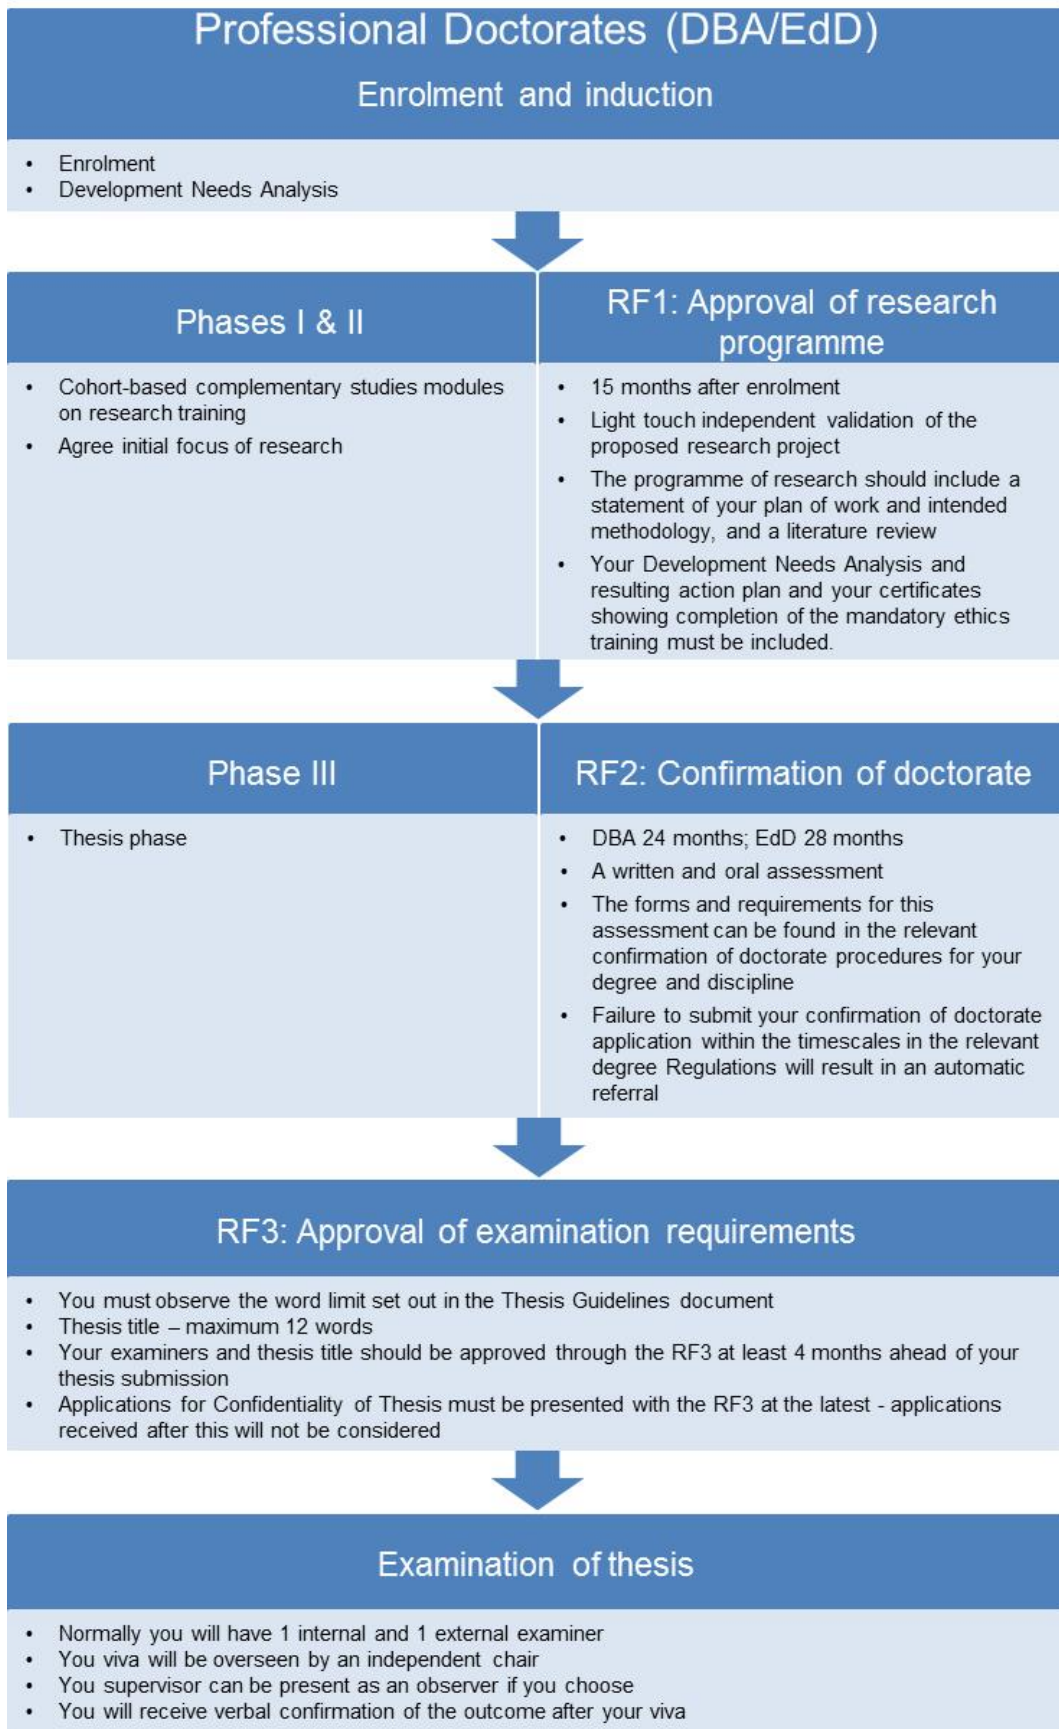 Professional Doctorates (DBA/EdD)
Enrolment and induction
• Enrolment
• Development Needs Analysis
Phases I & II
• Cohort-based complementary studies modules
on research training
• Agree initial focus of research
RF1: Approval of research
programme
• 15 months after enrolment
• Light touch independent validation of the
proposed research project
• The programme of research should include a
statement of your plan of work and intended
methodology, and a literature review
• Your Development Needs Analysis and
resulting action plan and your certificates
showing completion of the mandatory ethics
training must be included.
Phase III
• Thesis phase
RF2: Confirmation of doctorate
• DBA 24 months; EdD 28 months
• A written and oral assessment
• The forms and requirements for this
assessment can be found in the relevant
confirmation of doctorate procedures for your
degree and discipline
• Failure to submit your confirmation of doctorate
application within the timescales in the relevant
degree Regulations will result in an automatic
referral
RF3: Approval of examination requirements
• You must observe the word limit set out in the Thesis Guidelines document
• Thesis title – maximum 12 words
• Your examiners and thesis title should be approved through the RF3 at least 4 months ahead of your
thesis submission
• Applications for Confidentiality of Thesis must be presented with the RF3 at the latest - applications
received after this will not be considered
Examination of thesis
• Normally you will have 1 internal and 1 external examiner
• You viva will be overseen by an independent chair
• You supervisor can be present as an observer if you choose
• You will receive verbal confirmation of the outcome after your viva